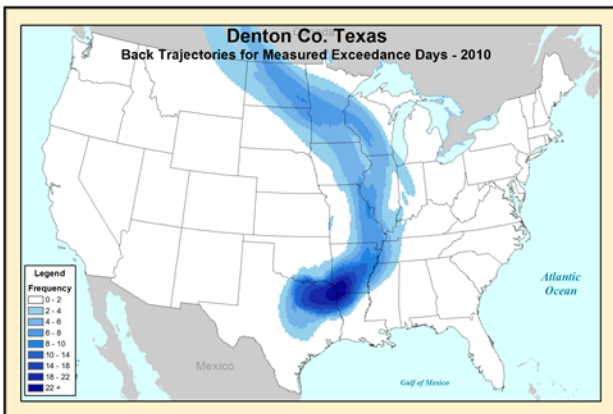 Denton Co. Texas
Back Trajectories for Measured Exceedance Days - 2010
Legend
Frequency
0 - 2
2 - 4
4 - 6
6 - 8
8 - 10
10 - 14
14 - 18
18 - 22
22 +
Mexico
Gulf of Mexico
Atlantic
Ocean